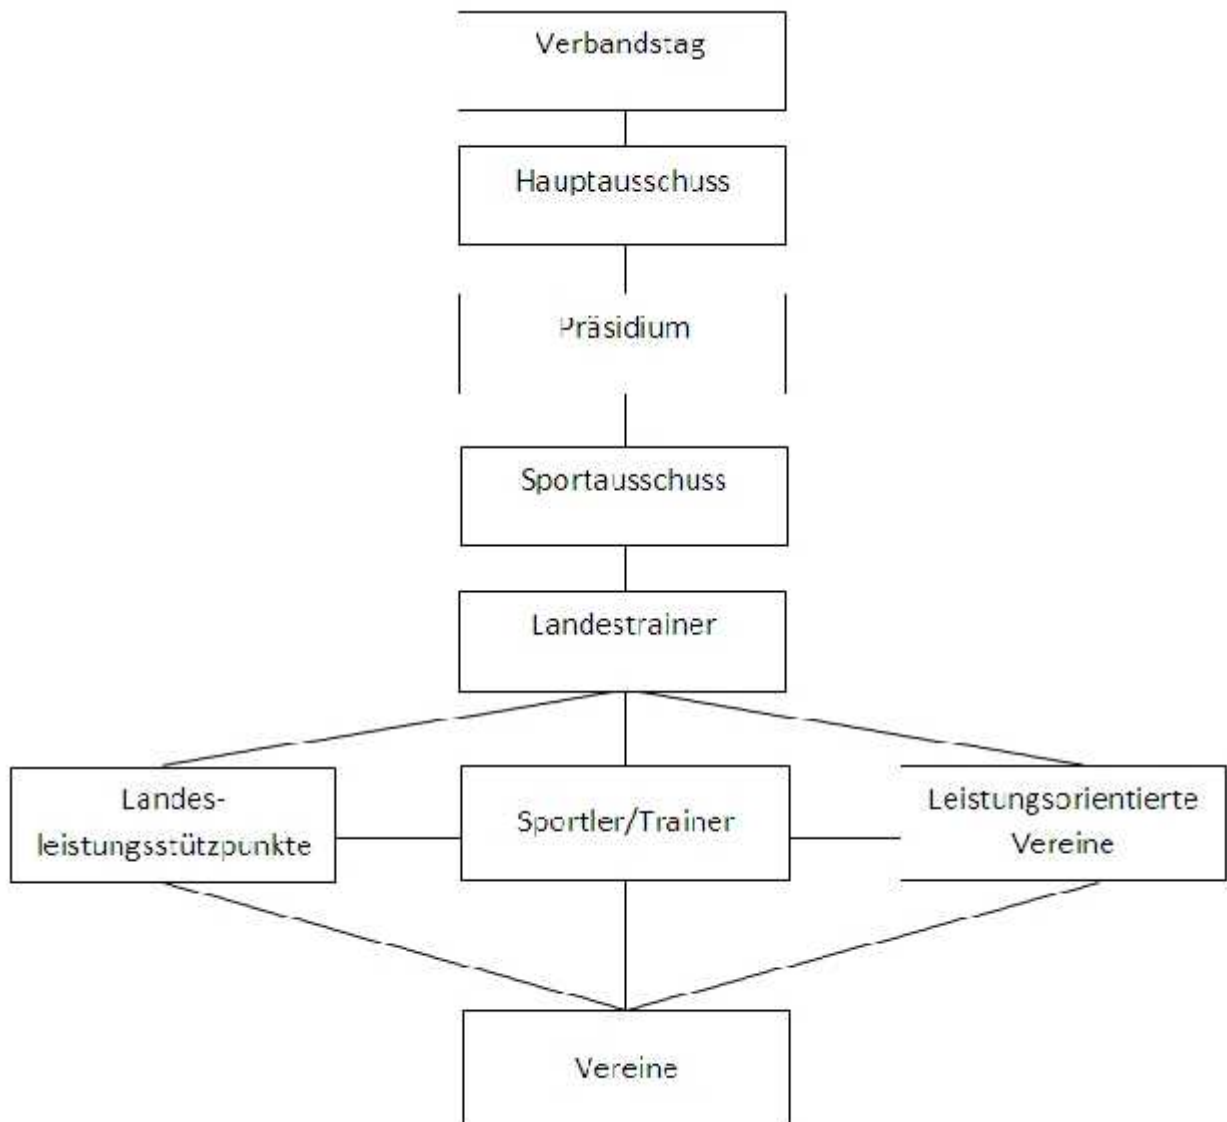 Verbandstag
Hauptausschuss
Präsidium
Sportausschuss
Landestrainer
Landes-
leistungsstützpunkte
Sportler/Trainer
Leistungsorientierte
Vereine
Vereine